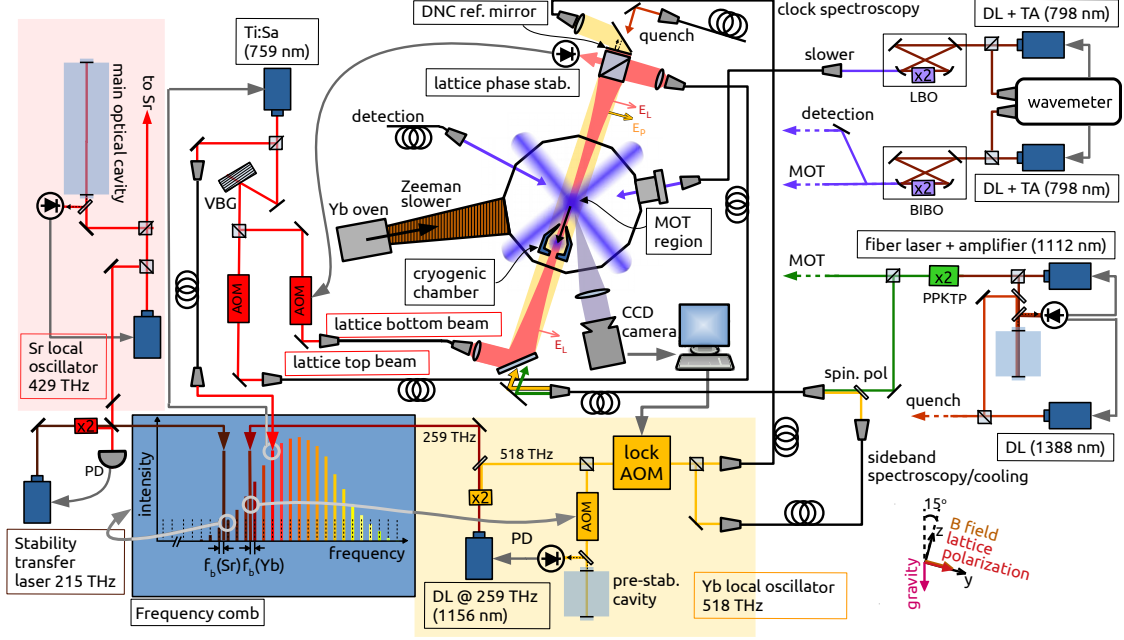 DNC ref. mirror
quench
clock spectroscopy
DL + TA (798 nm)
Ti:Sa
(759 nm)
main optical cavity
to Sr
lattice phase stab.
slower
x2
LBO
wavemeter
detection
E_L
E_p
detection
VBG
Zeeman
slower
Yb oven
MOT
region
MOT
x2
BIBO
DL + TA (798 nm)
cryogenic
chamber
fiber laser + amplifier (1112 nm)
MOT
x2
PPKTP
AOM
AOM
lattice bottom beam
E_L
CCD
camera
lattice top beam
Sr local
oscillator
429 THz
spin. pol
quench
DL (1388 nm)
x2
PD
259 THz
518 THz
lock
AOM
sideband
spectroscopy/cooling
intensity
x2
AOM
frequency
f_b(Sr)
f_b(Yb)
PD
Stability
transfer
laser 215 THz
Frequency comb
DL @ 259 THz
(1156 nm)
pre-stab.
cavity
Yb local oscillator
518 THz
15°
z
B field
lattice
polarization
y
gravity